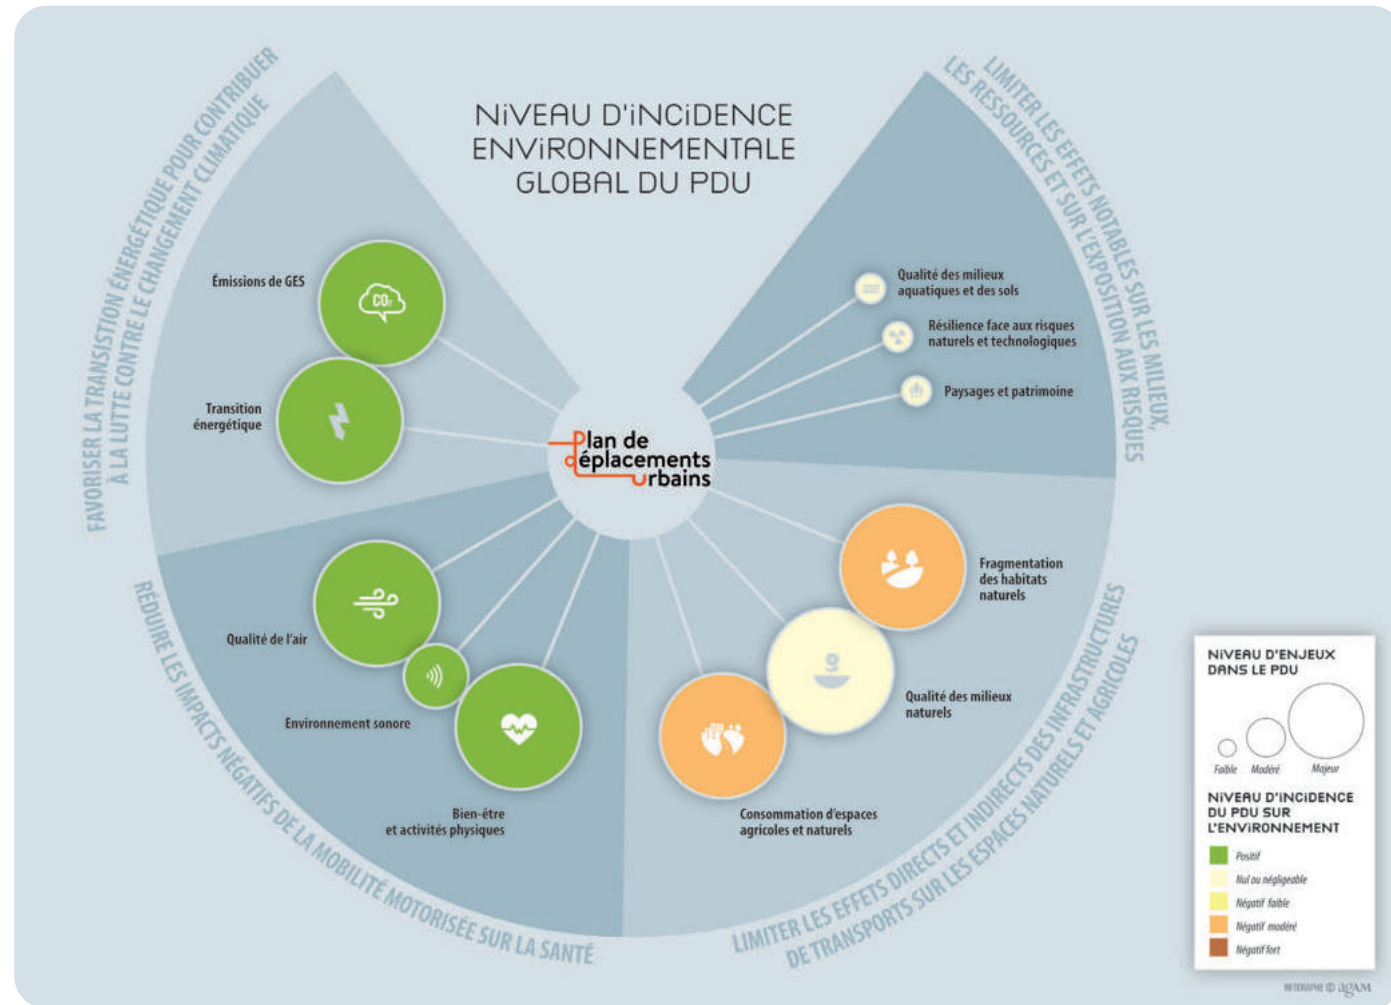 NiVEAU D'iNCiDENCE
ENViRONNEMENTALE
GLOBAL DU PDU
FAVORISER LA TRANSISTION ÉNERGÉTIQUE POUR CONTRIBUER
À LA LUTTE CONTRE LE CHANGEMENT CLIMATIQUE
LIMITER LES EFFETS NOTABLES SUR LES MILIEUX,
LES RESSOURCES ET SUR L'EXPOSITION AUX RISQUES
Émissions de GES
CO₂
Transition
énergétique
Qualité des milieux
aquatiques et des sols
Résilience face aux risques
naturels et technologiques
Paysages et patrimoine
Plan de
déplacements
urbains
Qualité de l'air
Environnement sonore
Bien-être
et activités physiques
Fragmentation
des habitats
naturels
Qualité des milieux
naturels
Consommation d'espaces
agricoles et naturels
RÉDUIRE LES IMPACTS NÉGATIFS DE LA MOBILITÉ MOTORISÉE SUR LA SANTÉ
LIMITER LES EFFETS DIRECTS ET INDIRECTS DES INFRASTRUCTURES
DE TRANSPORTS SUR LES ESPACES NATURELS ET AGRICOLES
NiVEAU D'ENJEUX
DANS LE PDU
Faible Modéré Majeur
NiVEAU D'iNCiDENCE
DU PDU SUR
L'ENViRONNEMENT
Positif
Nul ou négligeable
Négatif faible
Négatif modéré
Négatif fort
INFOGRAPHIE © agAM